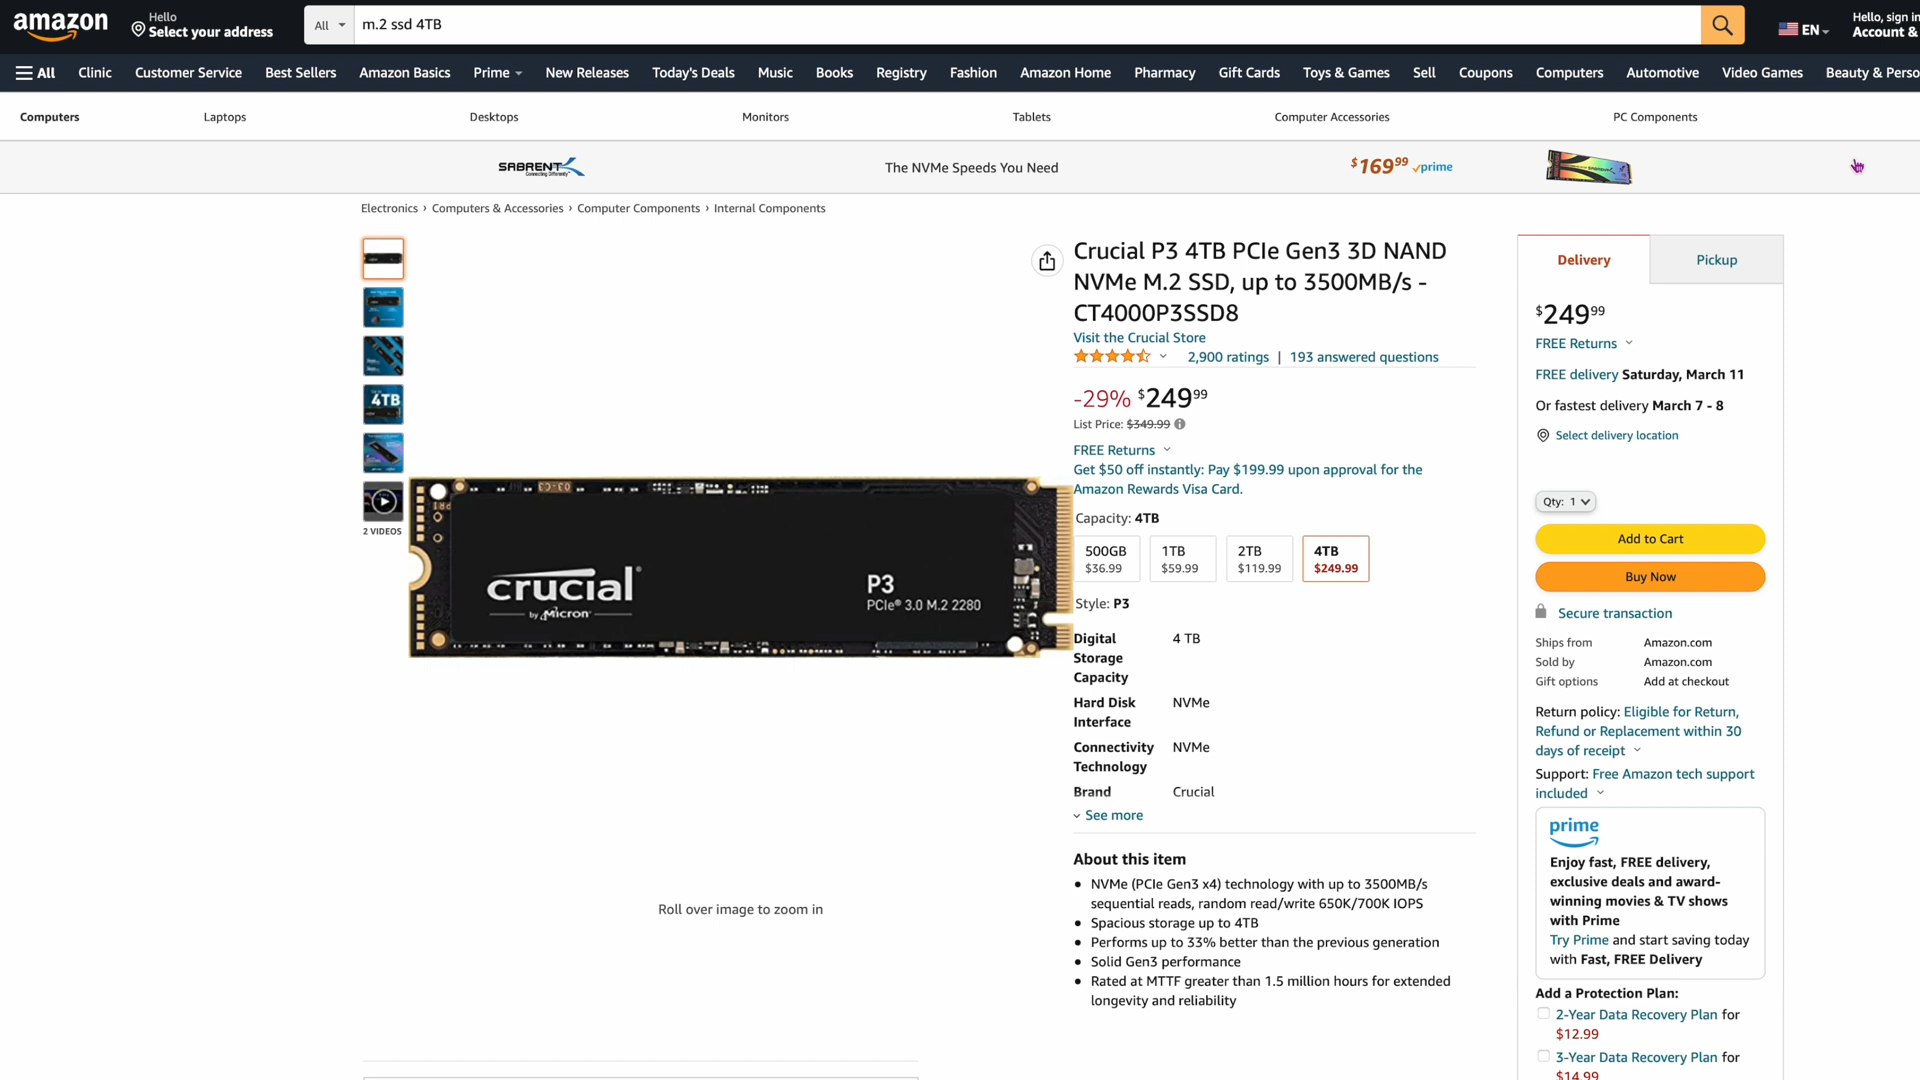 amazon
Hello
Select your address
All
m.2 ssd 4TB
EN
Hello, sign in
Account &
All
Clinic
Customer Service
Best Sellers
Amazon Basics
Prime
New Releases
Today's Deals
Music
Books
Registry
Fashion
Amazon Home
Pharmacy
Gift Cards
Toys & Games
Sell
Coupons
Computers
Automotive
Video Games
Beauty & Perso
Computers
Laptops
Desktops
Monitors
Tablets
Computer Accessories
PC Components
SABRENT
The NVMe Speeds You Need
$169.99 prime
Electronics › Computers & Accessories › Computer Components › Internal Components
4TB
2 VIDEOS
crucial
by Micron
P3
PCIe® 3.0 M.2 2280
Roll over image to zoom in
Crucial P3 4TB PCIe Gen3 3D NAND
NVMe M.2 SSD, up to 3500MB/s -
CT4000P3SSD8
Visit the Crucial Store
2,900 ratings | 193 answered questions
-29% $249.99
List Price: $349.99
FREE Returns
Get $50 off instantly: Pay $199.99 upon approval for the
Amazon Rewards Visa Card.
Capacity: 4TB
500GB
$36.99
1TB
$59.99
2TB
$119.99
4TB
$249.99
Style: P3
Digital
Storage
Capacity
4 TB
Hard Disk
Interface
NVMe
Connectivity
Technology
NVMe
Brand
Crucial
See more
About this item
• NVMe (PCIe Gen3 x4) technology with up to 3500MB/s
sequential reads, random read/write 650K/700K IOPS
• Spacious storage up to 4TB
• Performs up to 33% better than the previous generation
• Solid Gen3 performance
• Rated at MTTF greater than 1.5 million hours for extended
longevity and reliability
Delivery
Pickup
$249.99
FREE Returns
FREE delivery Saturday, March 11
Or fastest delivery March 7 - 8
Select delivery location
Qty: 1
Add to Cart
Buy Now
Secure transaction
Ships from Amazon.com
Sold by Amazon.com
Gift options Add at checkout
Return policy: Eligible for Return,
Refund or Replacement within 30
days of receipt
Support: Free Amazon tech support
included
prime
Enjoy fast, FREE delivery,
exclusive deals and award-
winning movies & TV shows
with Prime
Try Prime and start saving today
with Fast, FREE Delivery
Add a Protection Plan:
2-Year Data Recovery Plan for
$12.99
3-Year Data Recovery Plan for
$14.99